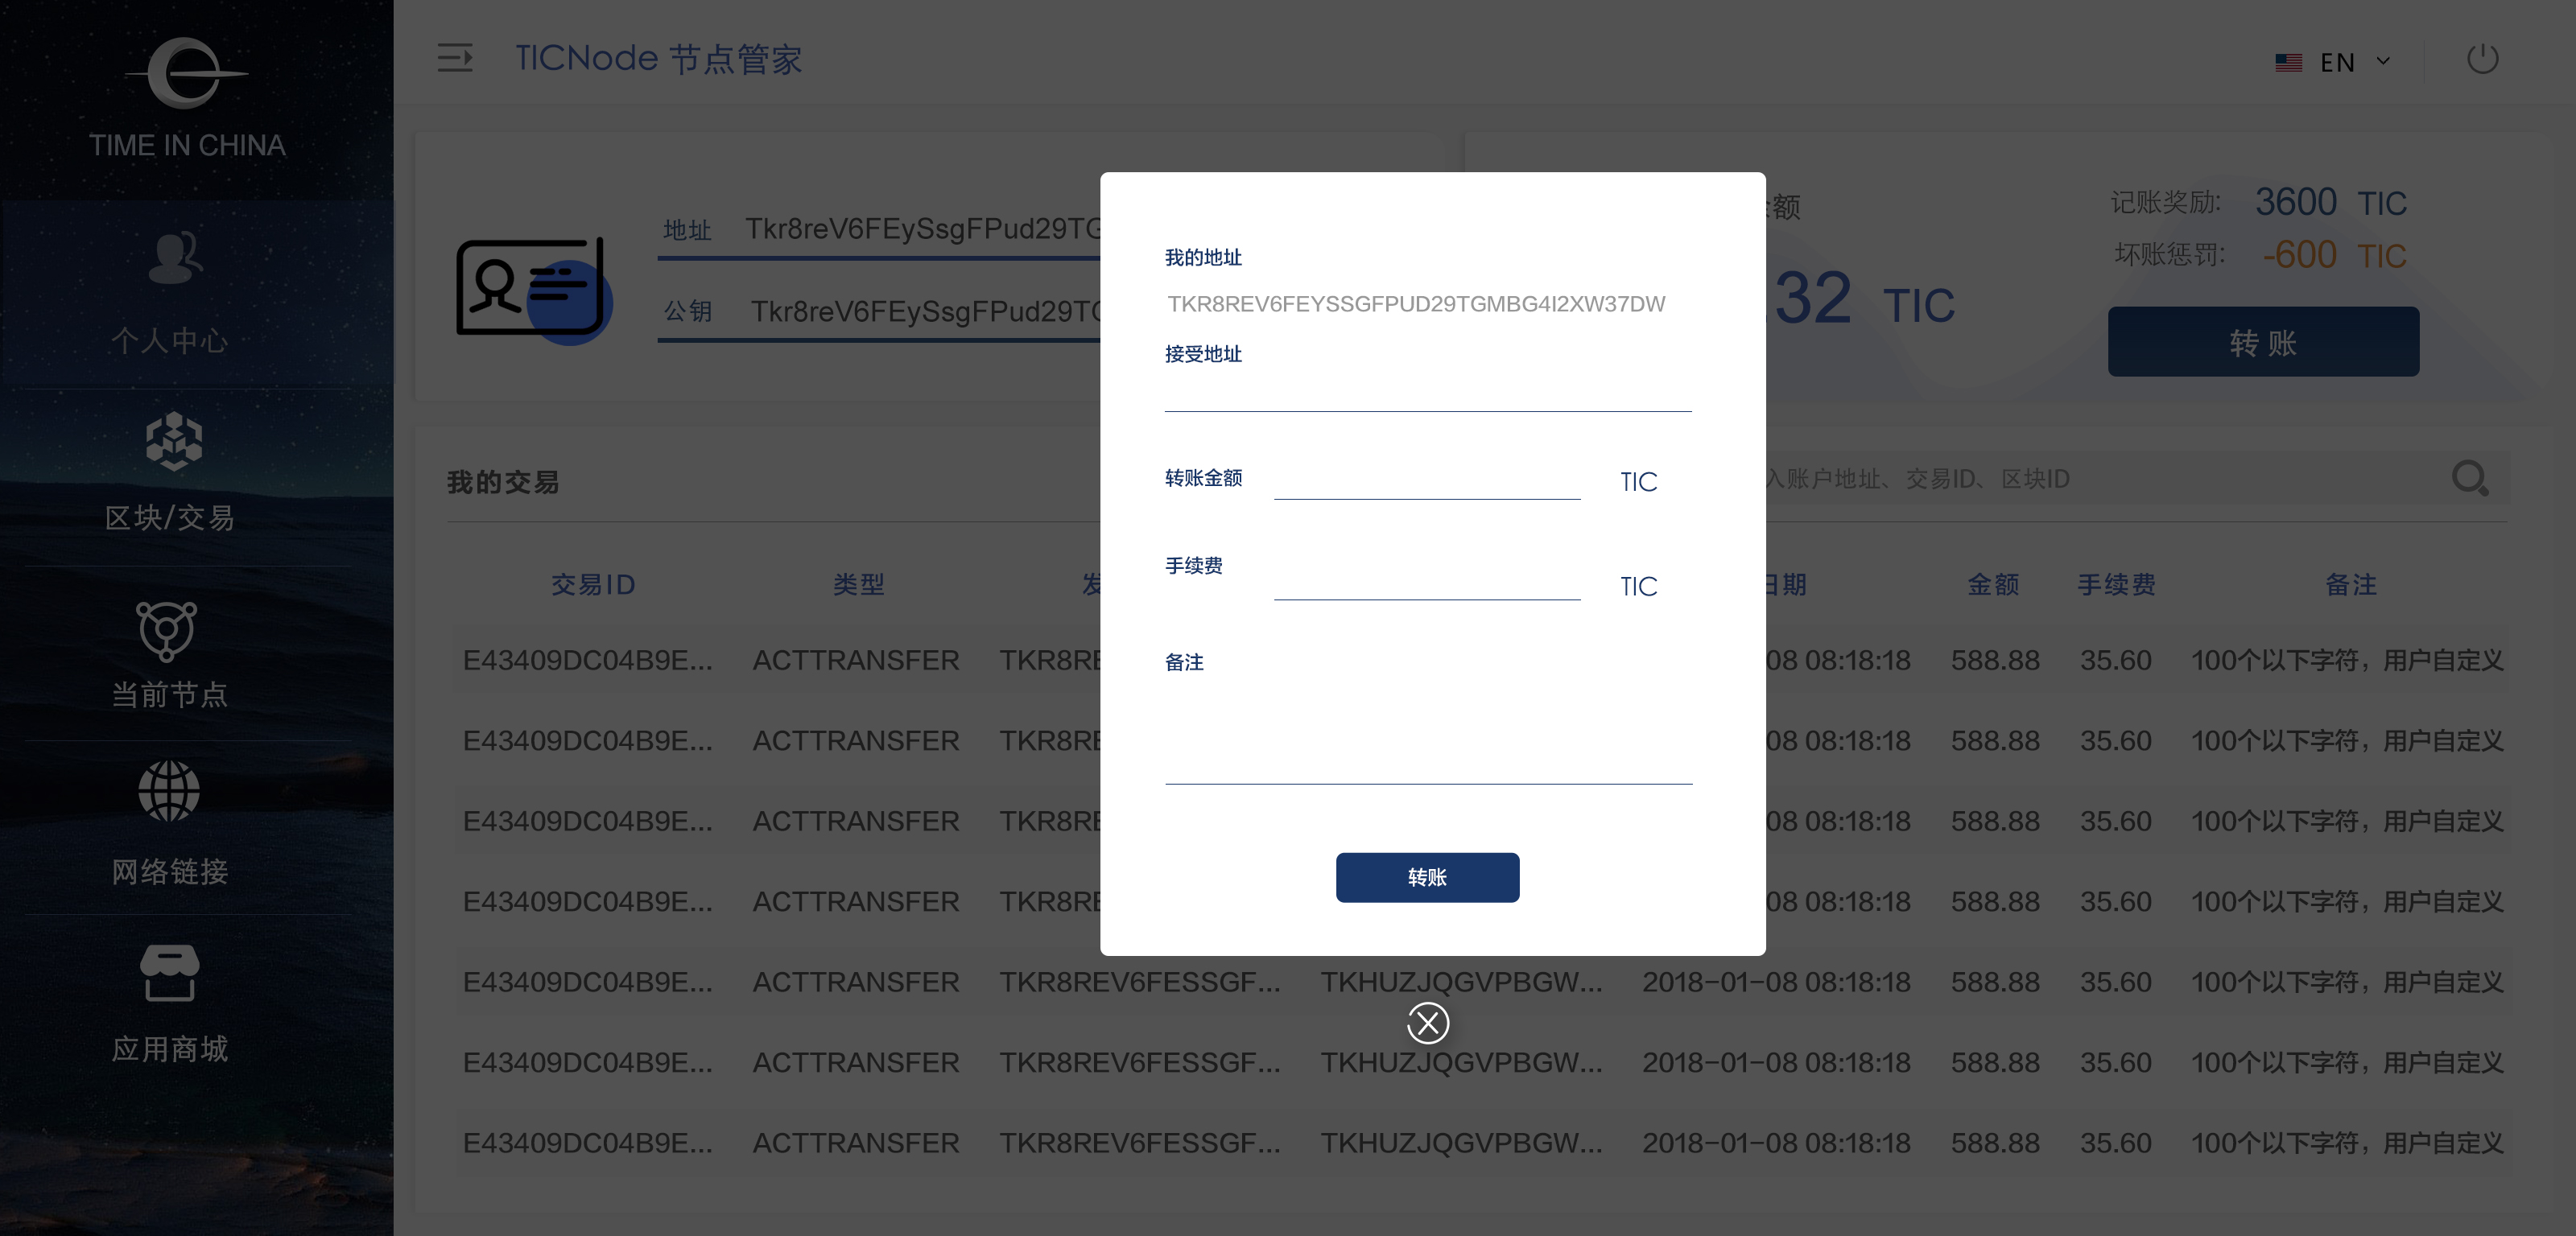 TICNode 节点管家
EN
TIME IN CHINA
个人中心
区块/交易
当前节点
网络链接
应用商城
地址 Tkr8reV6FEySsgFPud29TG
公钥 Tkr8reV6FEySsgFPud29TG
额
.32 TIC
记账奖励: 3600 TIC
坏账惩罚: -600 TIC
转 账
我的地址
TKR8REV6FEYSSGFPUD29TGMBG4I2XW37DW
接受地址
转账金额 TIC
手续费 TIC
备注
转账
我的交易
入账户地址、交易ID、区块ID
交易ID 类型 发 日期 金额 手续费 备注
E43409DC04B9E... ACTTRANSFER TKR8RE 08 08:18:18 588.88 35.60 100个以下字符，用户自定义
E43409DC04B9E... ACTTRANSFER TKR8RE 08 08:18:18 588.88 35.60 100个以下字符，用户自定义
E43409DC04B9E... ACTTRANSFER TKR8RE 08 08:18:18 588.88 35.60 100个以下字符，用户自定义
E43409DC04B9E... ACTTRANSFER TKR8RE 08 08:18:18 588.88 35.60 100个以下字符，用户自定义
E43409DC04B9E... ACTTRANSFER TKR8REV6FESSGF... TKHUZJQGVPBGW... 2018-01-08 08:18:18 588.88 35.60 100个以下字符，用户自定义
E43409DC04B9E... ACTTRANSFER TKR8REV6FESSGF... TKHUZJQGVPBGW... 2018-01-08 08:18:18 588.88 35.60 100个以下字符，用户自定义
E43409DC04B9E... ACTTRANSFER TKR8REV6FESSGF... TKHUZJQGVPBGW... 2018-01-08 08:18:18 588.88 35.60 100个以下字符，用户自定义